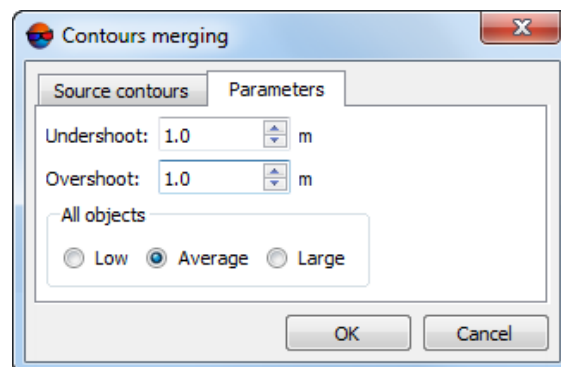 Contours merging
Source contours Parameters
Undershoot: 1.0 m
Overshoot: 1.0 m
All objects
Low Average Large
OK Cancel